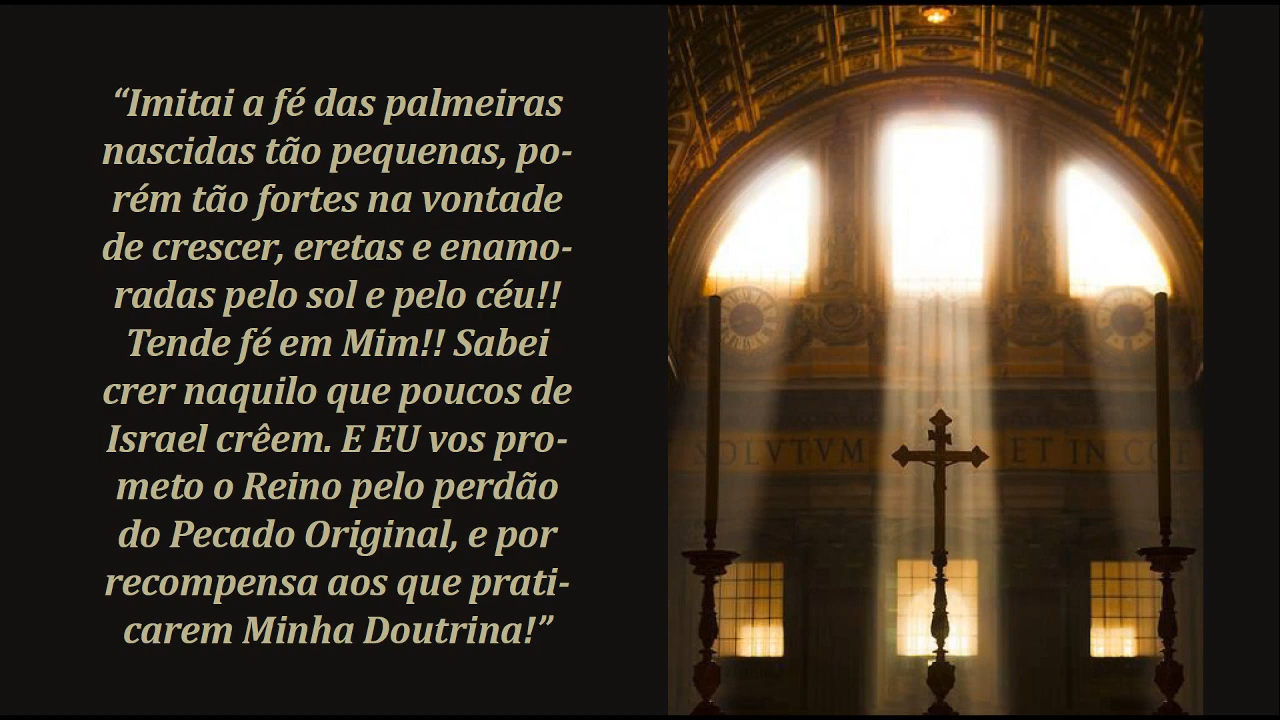 “Imitai a fé das palmeiras
nascidas tão pequenas, po-
rém tão fortes na vontade
de crescer, eretas e enamo-
radas pelo sol e pelo céu!!
Tende fé em Mim!! Sabei
crer naquilo que poucos de
Israel crêem. E EU vos pro-
meto o Reino pelo perdão
do Pecado Original, e por
recompensa aos que prati-
carem Minha Doutrina!”
SOLVTVM ET IN